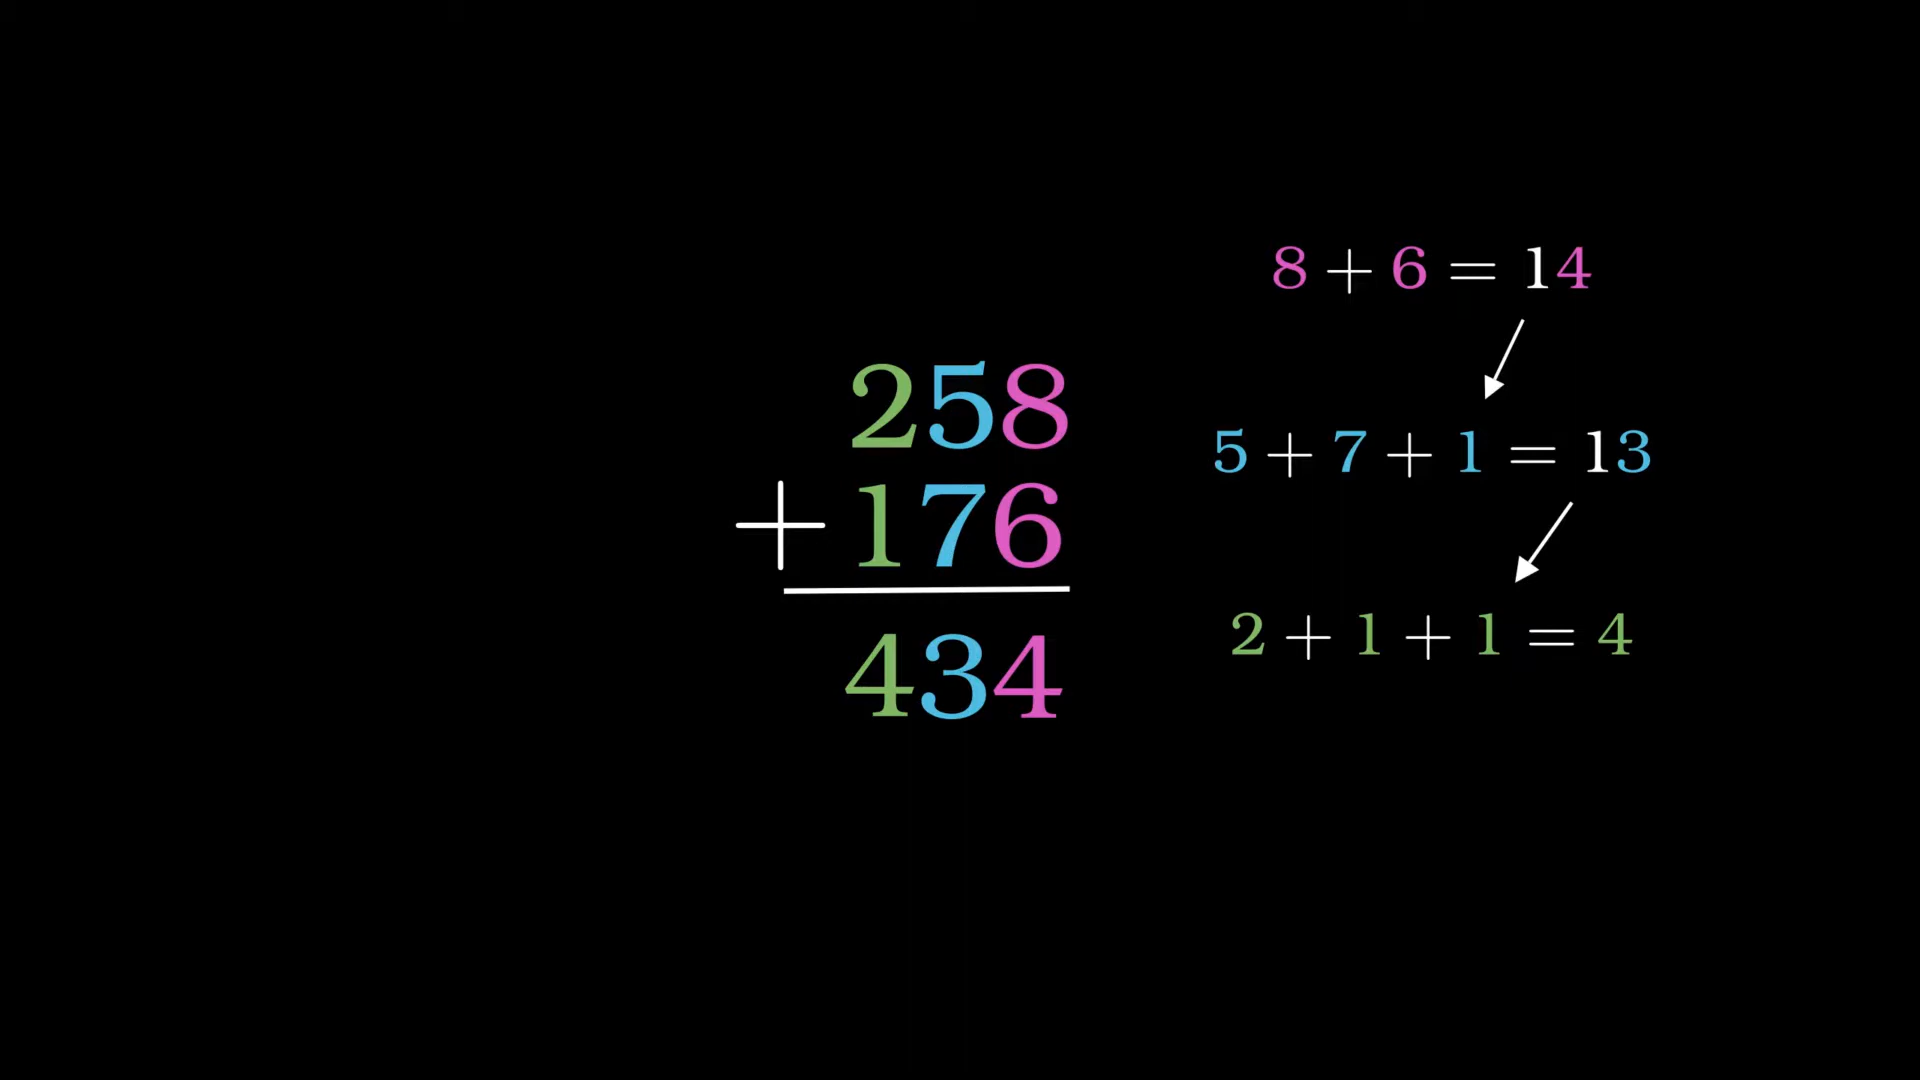 258
+ 176
434
8 + 6 = 14
5 + 7 + 1 = 13
2 + 1 + 1 = 4